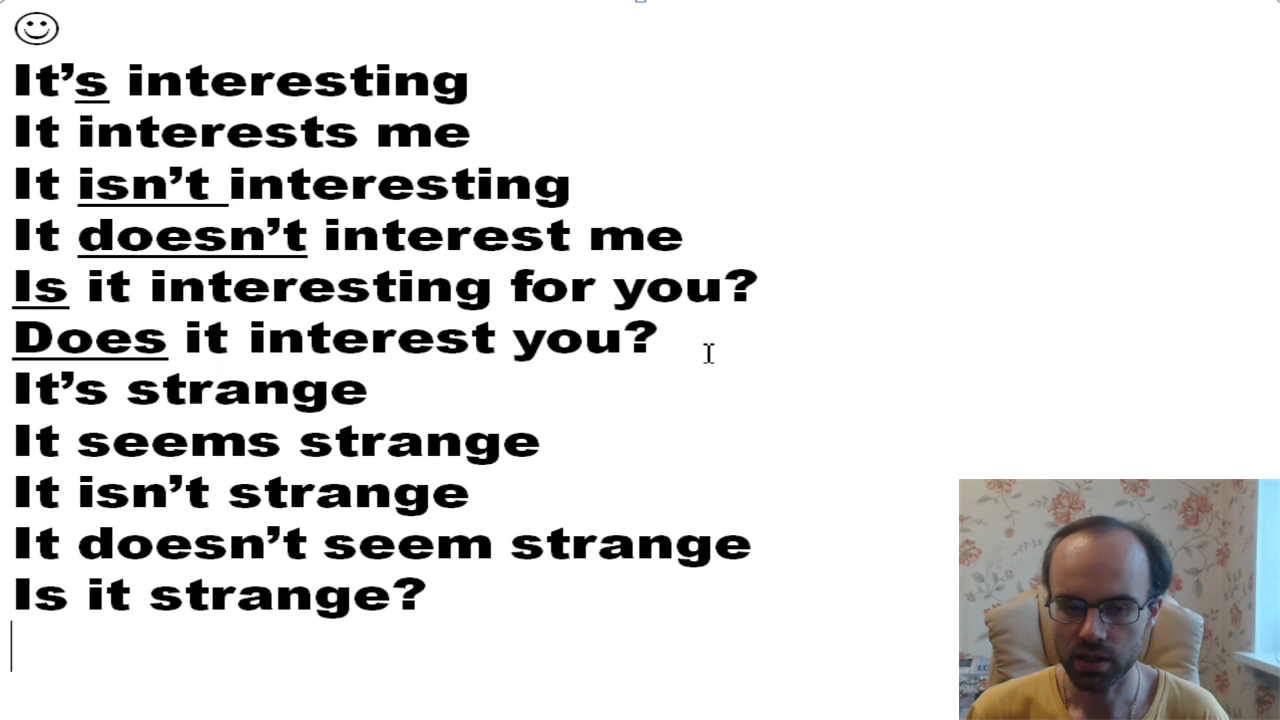 It’s interesting
It interests me
It isn’t interesting
It doesn’t interest me
Is it interesting for you?
Does it interest you?
It’s strange
It seems strange
It isn’t strange
It doesn’t seem strange
Is it strange?